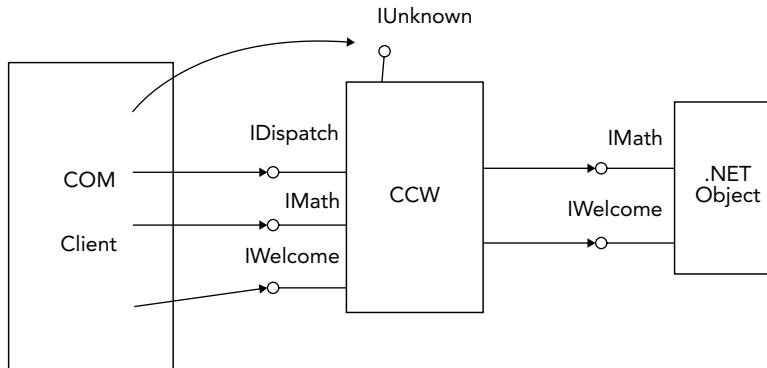 IUnknown
IDispatch
IMath
COM
CCW
.NET
Object
IMath
IWelcome
Client
IWelcome